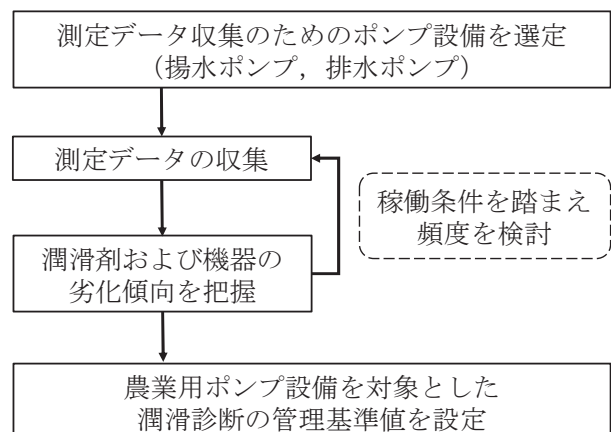 測定データ収集のためのポンプ設備を選定
（揚水ポンプ，排水ポンプ）
測定データの収集
稼働条件を踏まえ
頻度を検討
潤滑剤および機器の
劣化傾向を把握
農業用ポンプ設備を対象とした
潤滑診断の管理基準値を設定